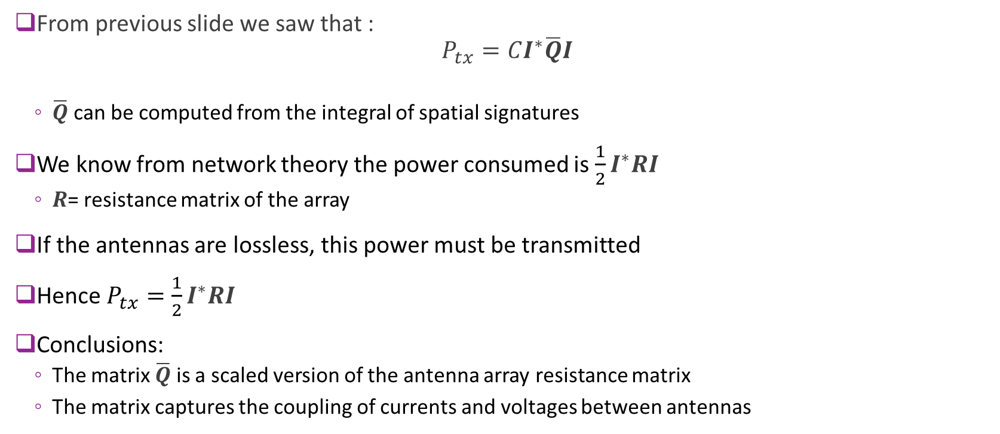 ❑From previous slide we saw that :
$P_{tx} = C\boldsymbol{I}^*\overline{\boldsymbol{Q}}\boldsymbol{I}$
◦ $\overline{\boldsymbol{Q}}$ can be computed from the integral of spatial signatures
❑We know from network theory the power consumed is $\frac{1}{2}\boldsymbol{I}^*\boldsymbol{R}\boldsymbol{I}$
◦ $\boldsymbol{R}$= resistance matrix of the array
❑If the antennas are lossless, this power must be transmitted
❑Hence $P_{tx} = \frac{1}{2}\boldsymbol{I}^*\boldsymbol{R}\boldsymbol{I}$
❑Conclusions:
◦ The matrix $\overline{\boldsymbol{Q}}$ is a scaled version of the antenna array resistance matrix
◦ The matrix captures the coupling of currents and voltages between antennas